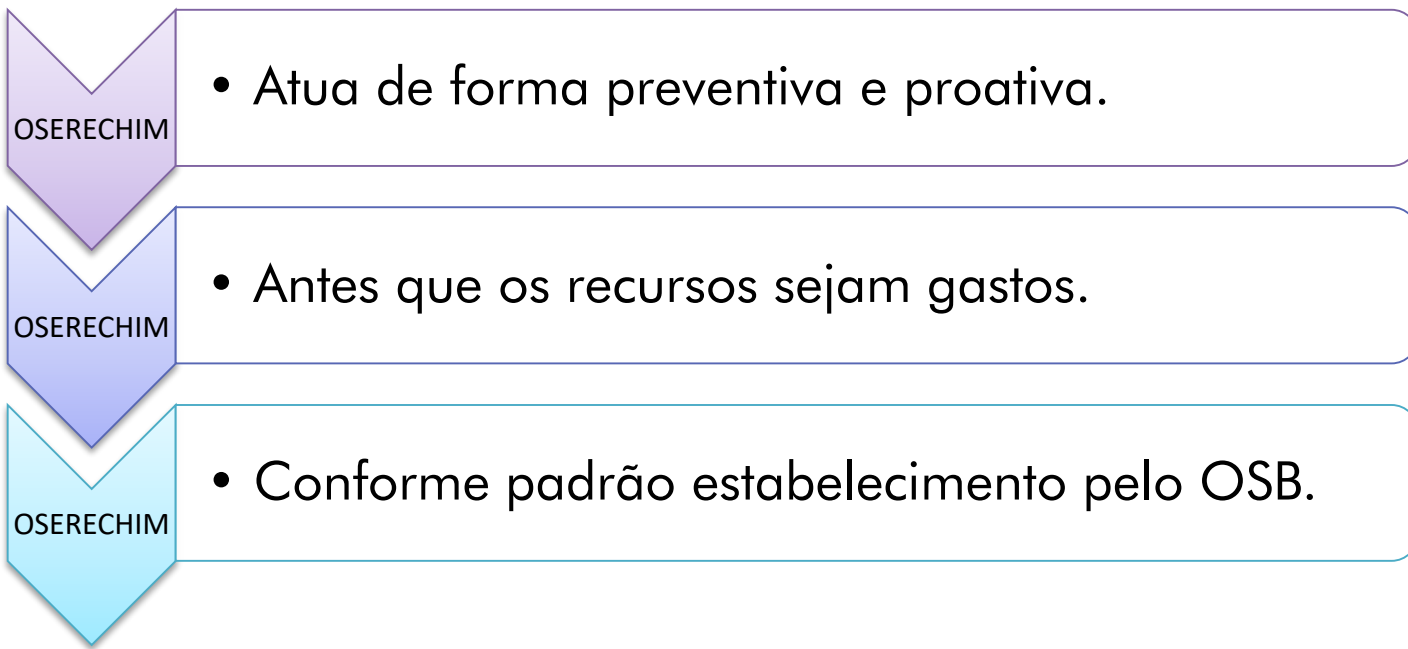 OSERECHIM
• Atua de forma preventiva e proativa.
OSERECHIM
• Antes que os recursos sejam gastos.
OSERECHIM
• Conforme padrão estabelecimento pelo OSB.